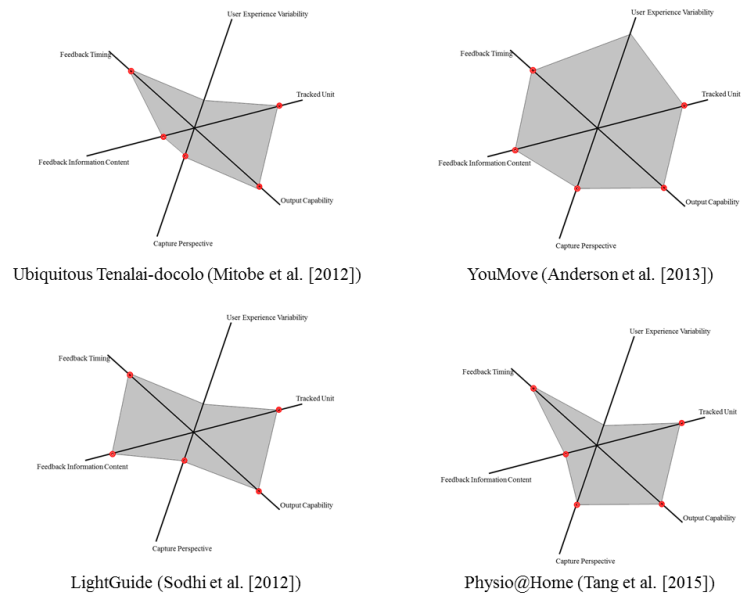 User Experience Variability
Feedback Timing
Tracked Unit
Feedback Information Content
Output Capability
Capture Perspective
Ubiquitous Tenalai-docolo (Mitobe et al. [2012])
User Experience Variability
Feedback Timing
Tracked Unit
Feedback Information Content
Output Capability
Capture Perspective
YouMove (Anderson et al. [2013])
User Experience Variability
Feedback Timing
Tracked Unit
Feedback Information Content
Output Capability
Capture Perspective
LightGuide (Sodhi et al. [2012])
User Experience Variability
Feedback Timing
Tracked Unit
Feedback Information Content
Output Capability
Capture Perspective
Physio@Home (Tang et al. [2015])